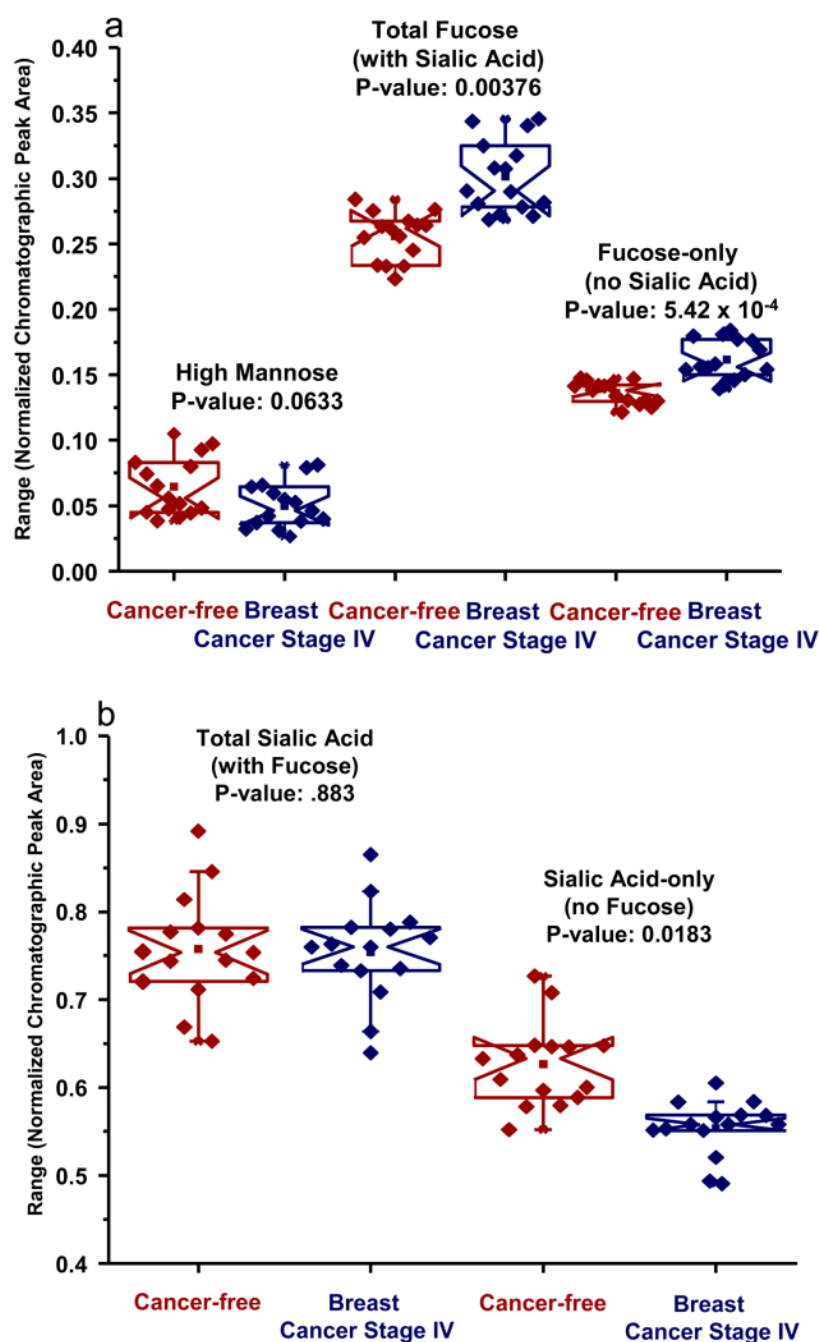 a
Total Fucose
(with Sialic Acid)
P-value: 0.00376
0.40
0.35
0.30
0.25
0.20
0.15
0.10
0.05
0.00
Range (Normalized Chromatographic Peak Area)
Fucose-only
(no Sialic Acid)
P-value: 5.42 x 10⁻⁴
High Mannose
P-value: 0.0633
Cancer-free Breast Cancer-free Breast Cancer-free Breast
Cancer Stage IV Cancer Stage IV Cancer Stage IV
b
1.0
0.9
0.8
0.7
0.6
0.5
0.4
Range (Normalized Chromatographic Peak Area)
Total Sialic Acid
(with Fucose)
P-value: .883
Sialic Acid-only
(no Fucose)
P-value: 0.0183
Cancer-free Breast Cancer-free Breast
Cancer Stage IV Cancer Stage IV